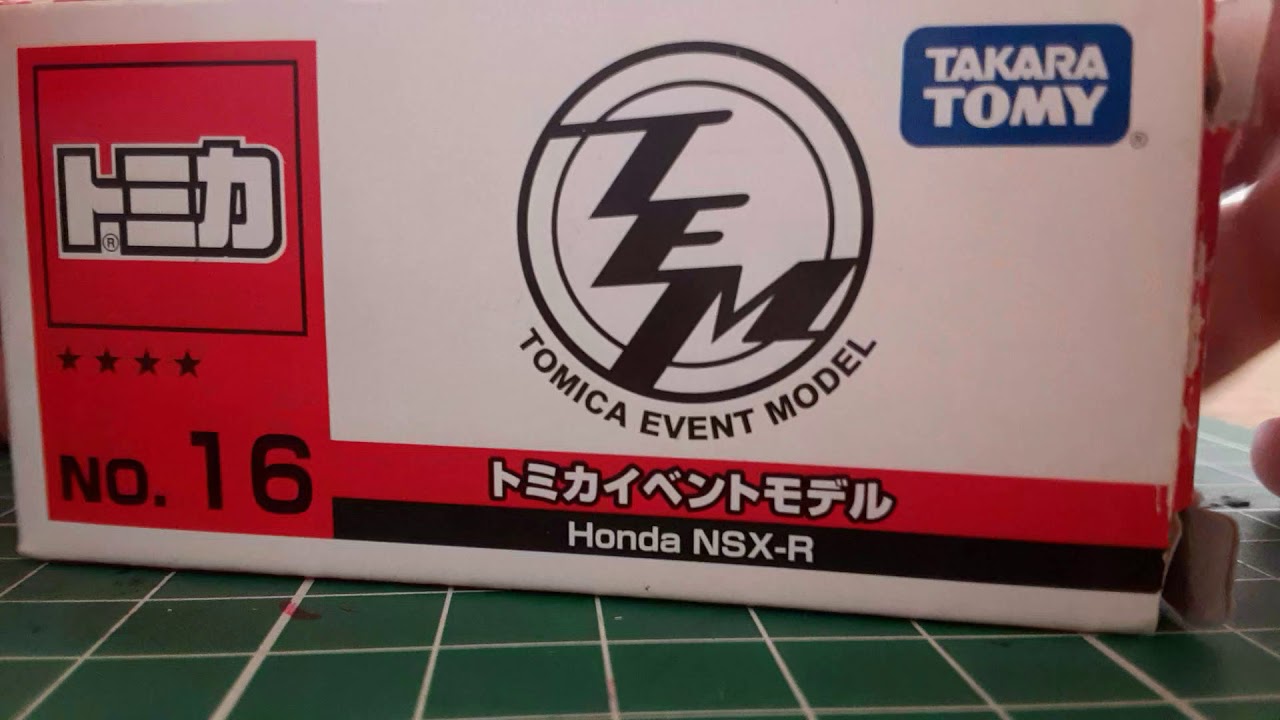 トミカ®
★★★★
NO. 16
TEM
TOMICA EVENT MODEL
TAKARA
TOMY®
トミカイベントモデル
Honda NSX-R